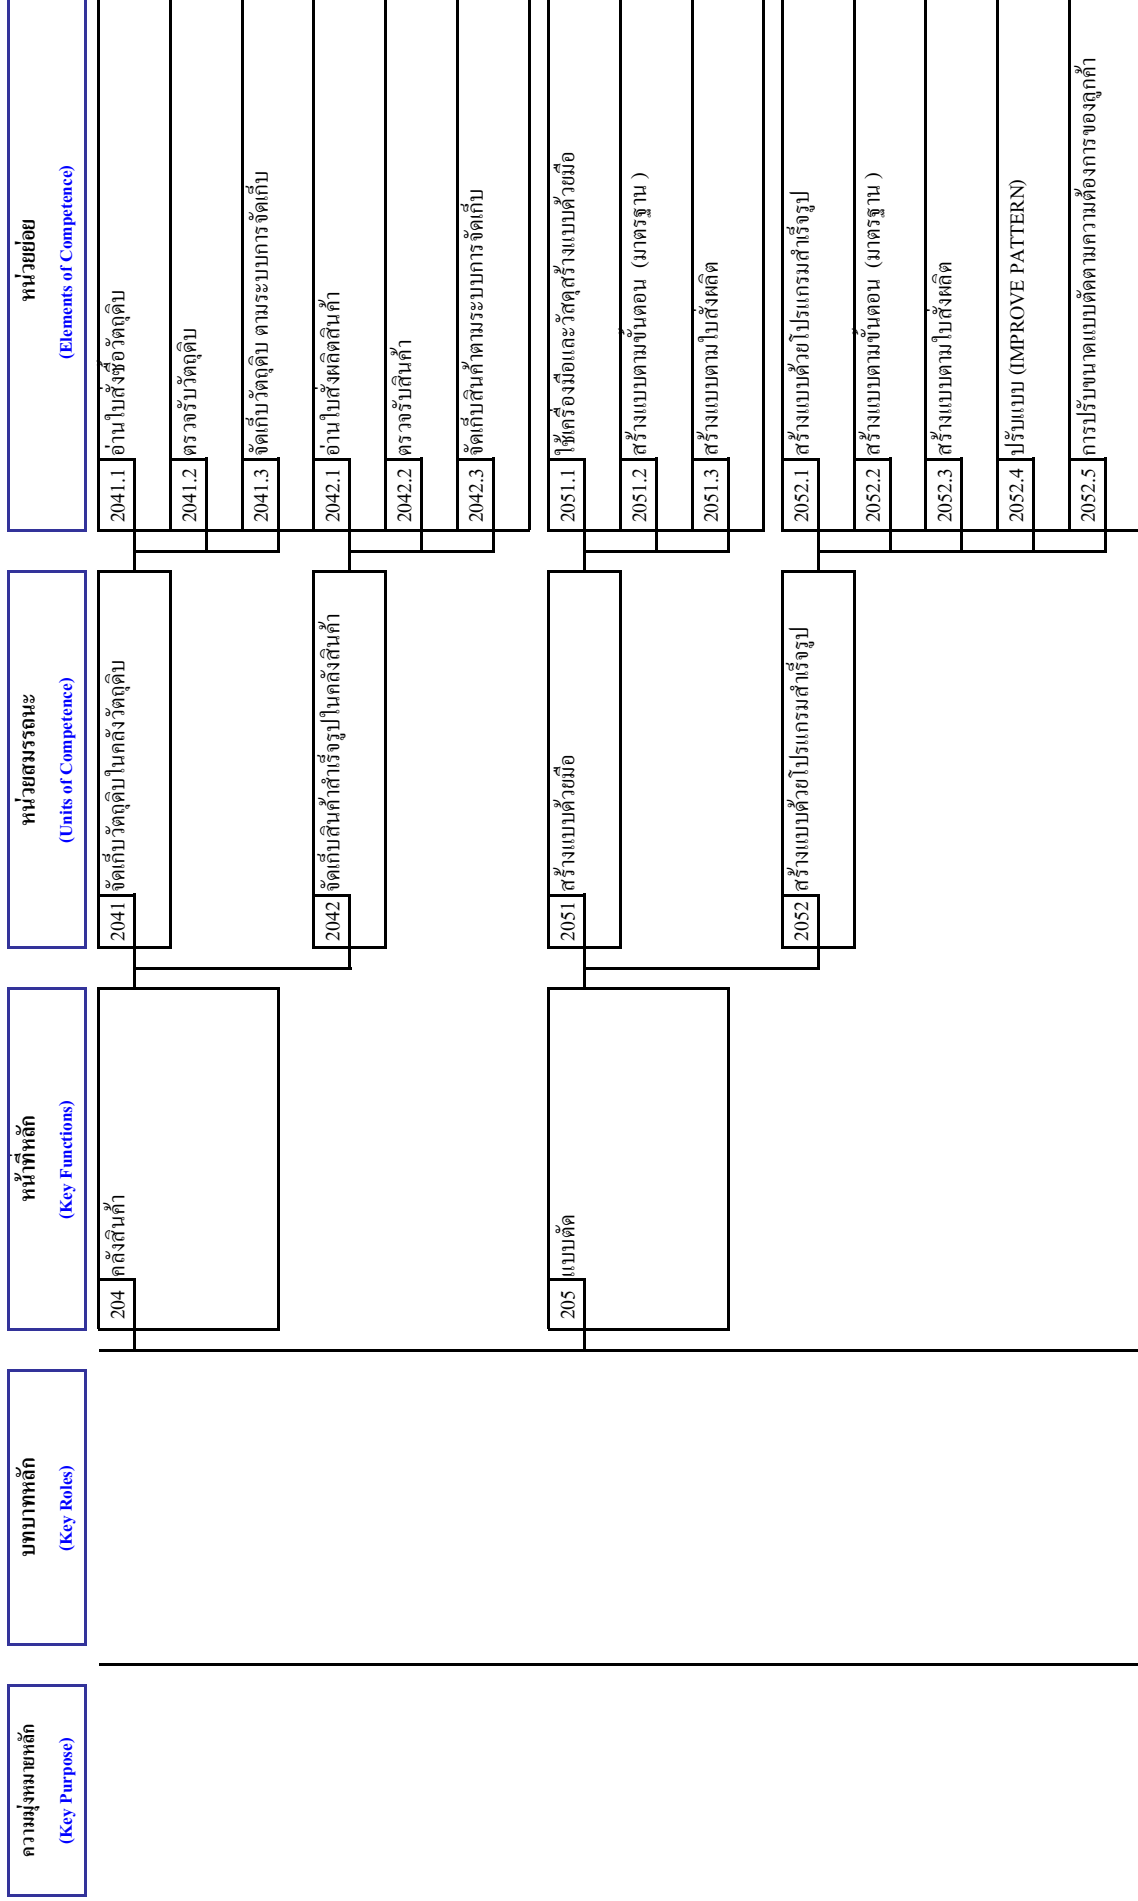 ความมุ่งหมายหลัก
(Key Purpose)
บทบาทหลัก
(Key Roles)
หน้าที่หลัก
(Key Functions)
หน่วยสมรรถนะ
(Units of Competence)
หน่วยย่อย
(Elements of Competence)
204 คลังสินค้า
2041 จัดเก็บวัตถุดิบในคลังวัตถุดิบ
2041.1 อ่านใบสั่งซื้อวัตถุดิบ
2041.2 ตรวจรับวัตถุดิบ
2041.3 จัดเก็บวัตถุดิบ ตามระบบการจัดเก็บ
2042 จัดเก็บสินค้าสำเร็จรูปในคลังสินค้า
2042.1 อ่านใบสั่งผลิตสินค้า
2042.2 ตรวจรับสินค้า
2042.3 จัดเก็บสินค้าตามระบบการจัดเก็บ
205 แบบตัด
2051 สร้างแบบด้วยมือ
2051.1 ใช้เครื่องมือและวัสดุสร้างแบบด้วยมือ
2051.2 สร้างแบบตามขั้นตอน (มาตรฐาน )
2051.3 สร้างแบบตามใบสั่งผลิต
2052 สร้างแบบด้วยโปรแกรมสำเร็จรูป
2052.1 สร้างแบบด้วยโปรแกรมสำเร็จรูป
2052.2 สร้างแบบตามขั้นตอน (มาตรฐาน )
2052.3 สร้างแบบตามใบสั่งผลิต
2052.4 ปรับแบบ (IMPROVE PATTERN)
2052.5 การปรับขนาดแบบตัดตามความต้องการของลูกค้า